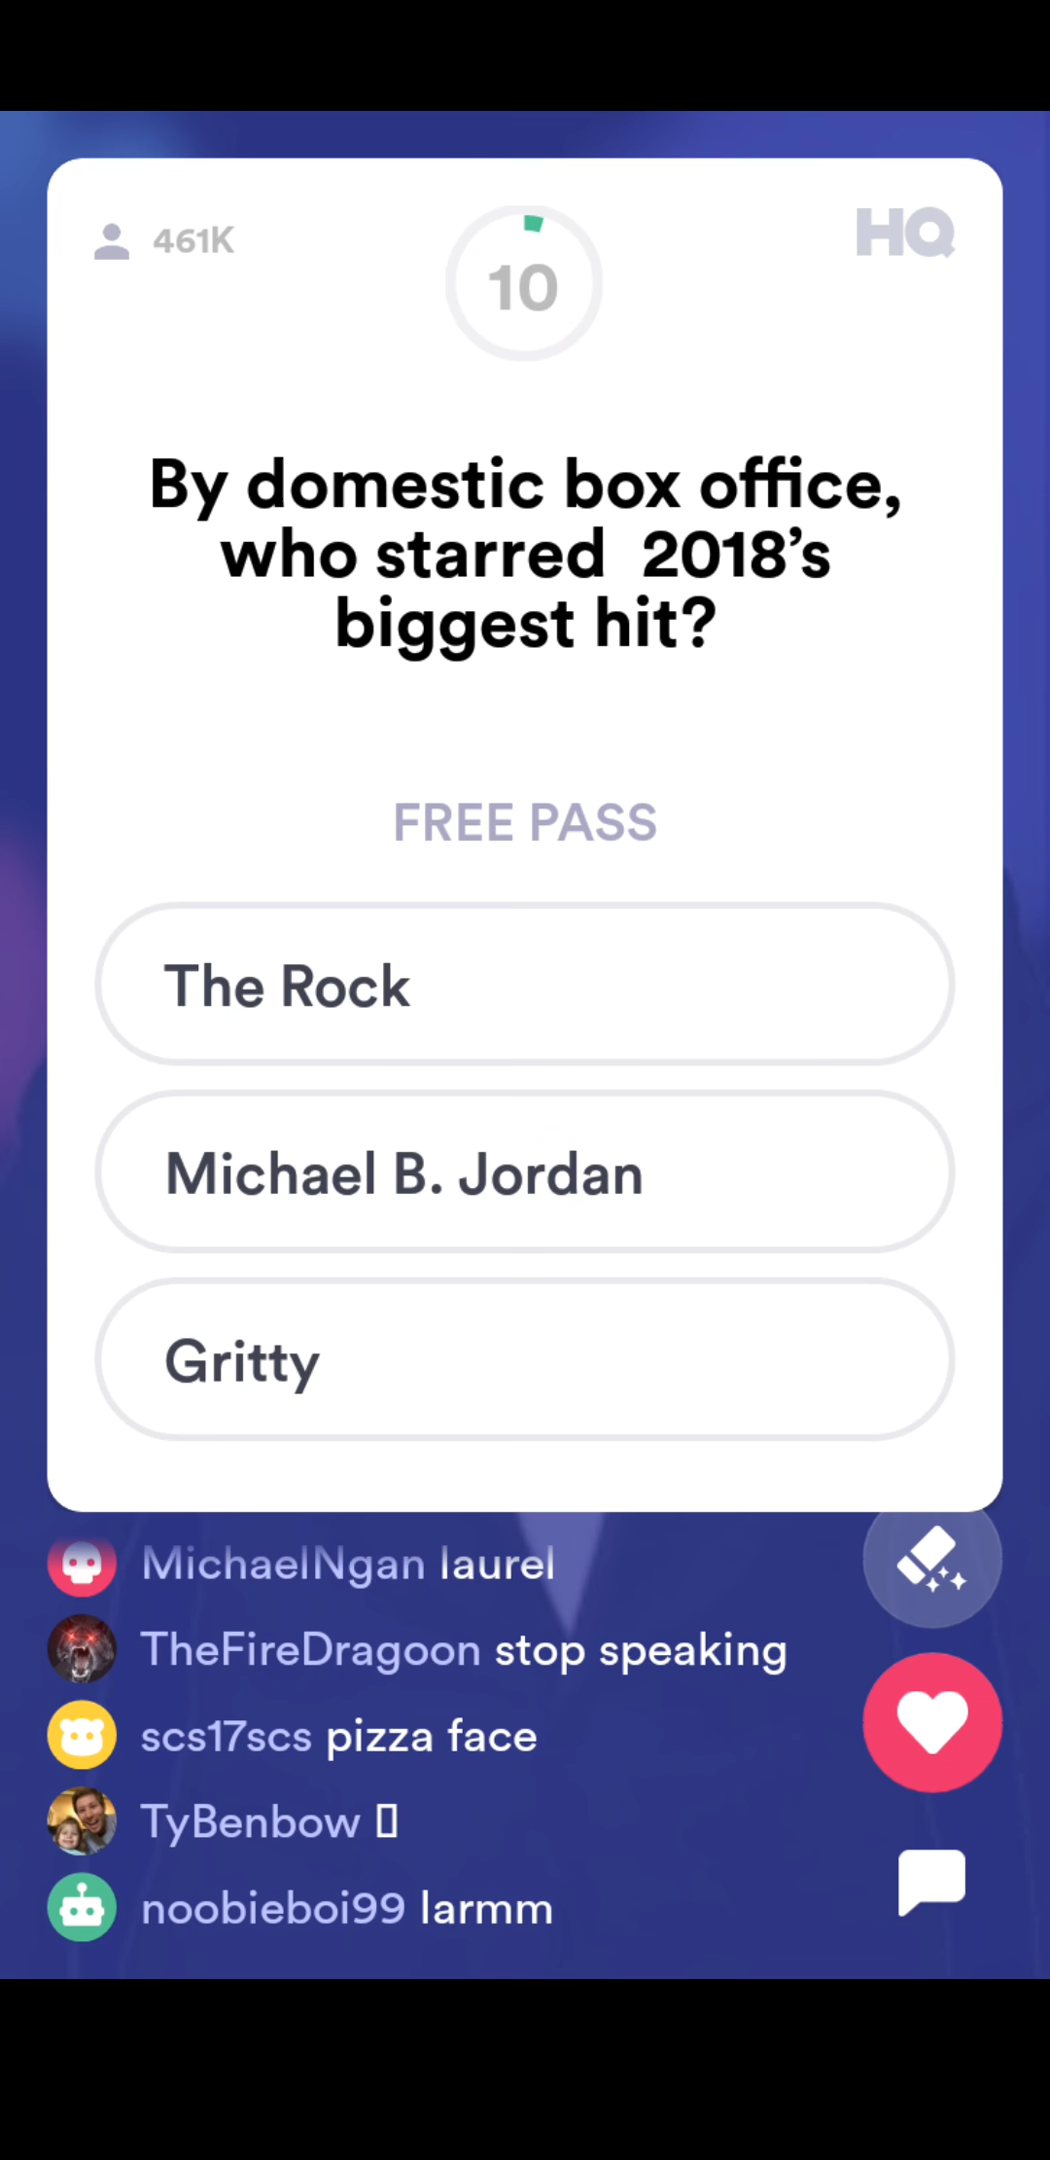 461K
10
HQ
By domestic box office,
who starred  2018’s
biggest hit?
FREE PASS
The Rock
Michael B. Jordan
Gritty
MichaelNgan laurel
TheFireDragoon stop speaking
scs17scs pizza face
TyBenbow
noobieboi99 larmm